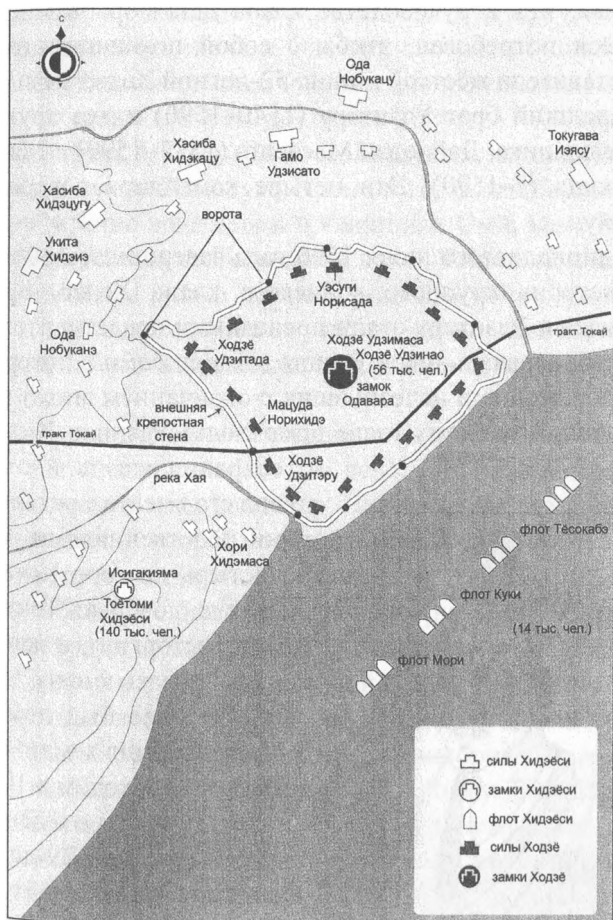 с
Ода
Нобукацу
Токугава
Иэясу
Хасиба
Хидэкацу
Гамо
Удзисато
Хасиба
Хидэцугу
ворота
Укита
Хидэиэ
Уэсуги
Норисада
Ода
Нобуканэ
Ходзё
Удзитада
Ходзё Удзимаса
Ходзё Удзинао
(56 тыс. чел.)
замок
Одавара
тракт Токай
внешняя
крепостная
стена
Мацуда
Норихидэ
тракт Токай
Ходзё
Удзитэру
река Хая
Хори
Хидэмаса
флот Тёсокабэ
Исигакияма
Тоётоми
Хидэёси
(140 тыс. чел.)
флот Куки
(14 тыс. чел.)
флот Мори
силы Хидэёси
замки Хидэёси
флот Хидэёси
силы Ходзё
замки Ходзё